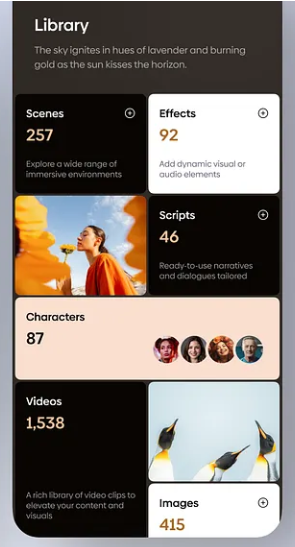 Library
The sky ignites in hues of lavender and burning
gold as the sun kisses the horizon.
Scenes
257
Explore a wide range of
immersive environments
Effects
92
Add dynamic visual or
audio elements
Scripts
46
Ready-to-use narratives
and dialogues tailored
Characters
87
Videos
1,538
A rich library of video clips to
elevate your content and
visuals
Images
415